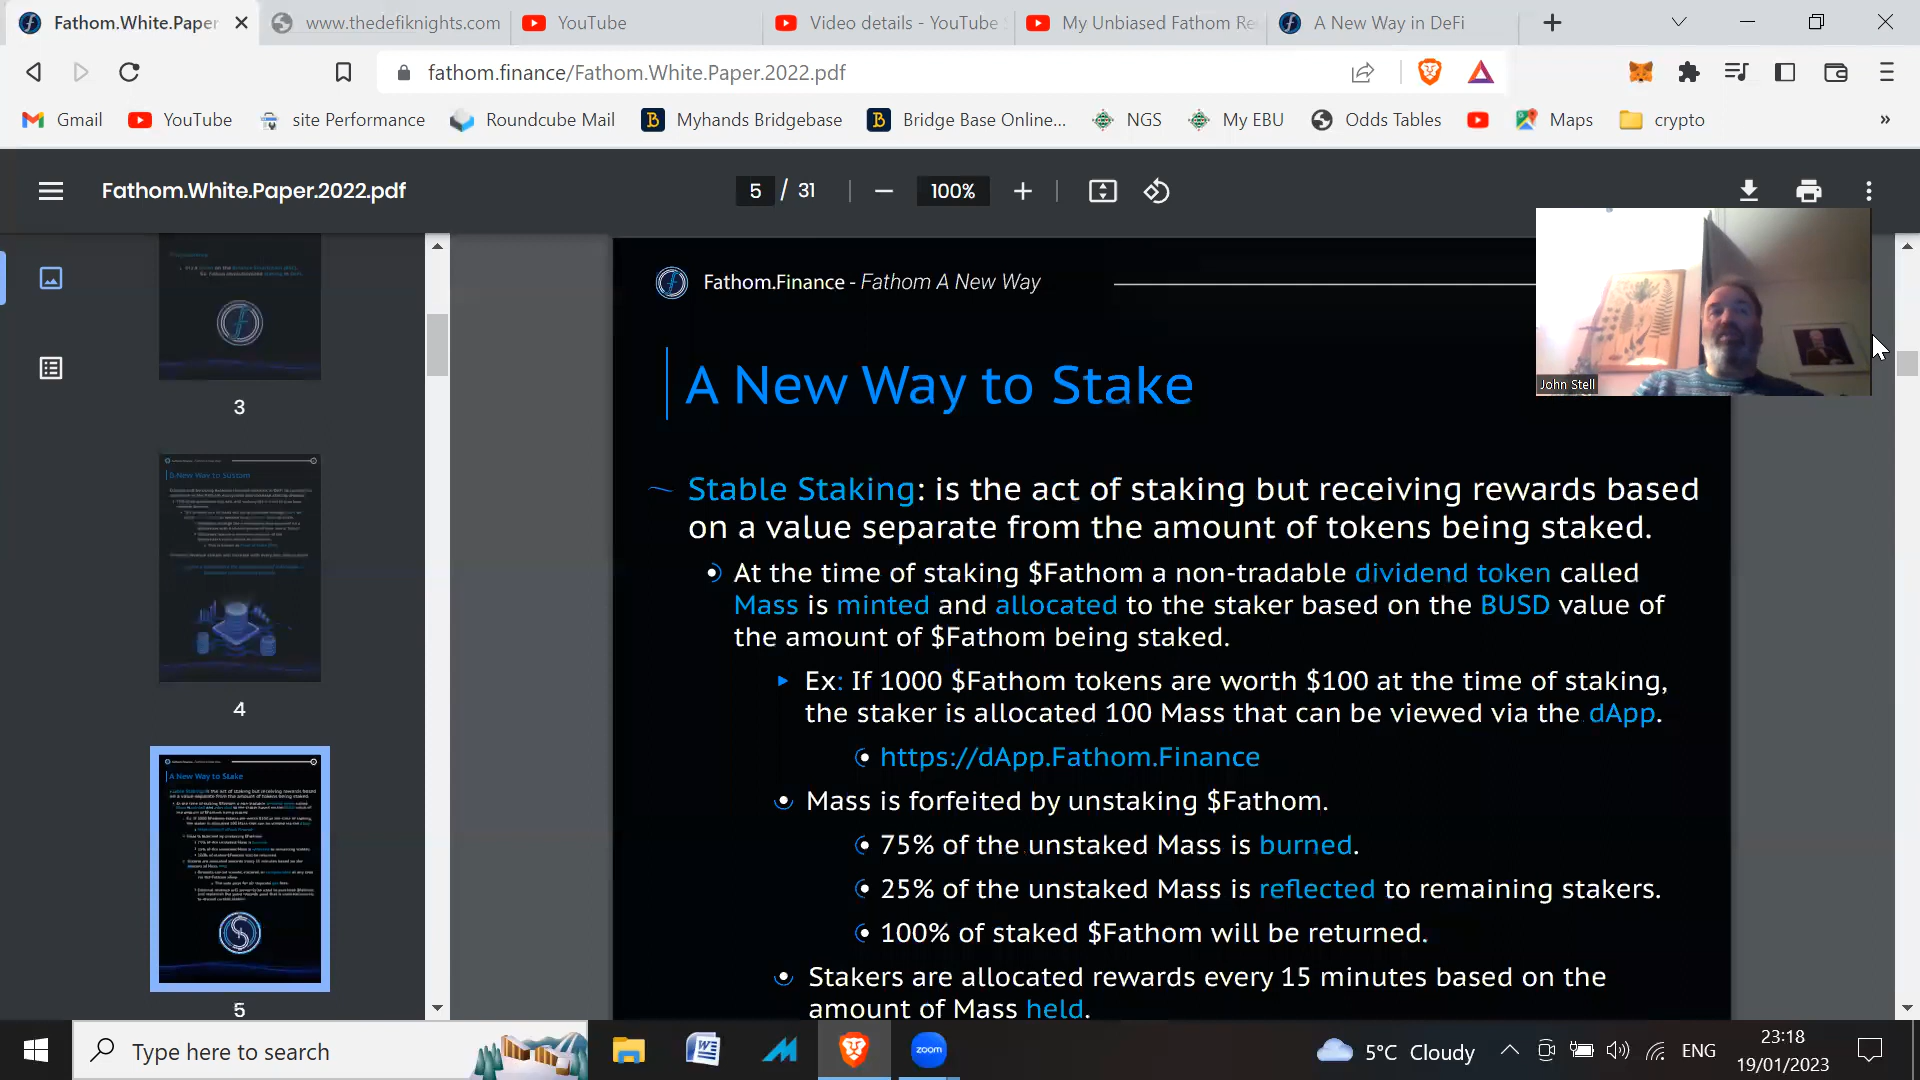 Fathom.White.Paper
www.thedefiknights.com
YouTube
Video details - YouTube
My Unbiased Fathom Re
A New Way in DeFi
fathom.finance/Fathom.White.Paper.2022.pdf
Gmail
YouTube
site Performance
Roundcube Mail
Myhands Bridgebase
Bridge Base Online...
NGS
My EBU
Odds Tables
Maps
crypto
»
Fathom.White.Paper.2022.pdf
5 / 31
100%
3
A New Way to Sustain
4
A New Way to Stake
5
Fathom.Finance - Fathom A New Way
John Stell
A New Way to Stake
Stable Staking: is the act of staking but receiving rewards based
on a value separate from the amount of tokens being staked.
At the time of staking $Fathom a non-tradable dividend token called
Mass is minted and allocated to the staker based on the BUSD value of
the amount of $Fathom being staked.
Ex: If 1000 $Fathom tokens are worth $100 at the time of staking,
the staker is allocated 100 Mass that can be viewed via the dApp.
https://dApp.Fathom.Finance
Mass is forfeited by unstaking $Fathom.
75% of the unstaked Mass is burned.
25% of the unstaked Mass is reflected to remaining stakers.
100% of staked $Fathom will be returned.
Stakers are allocated rewards every 15 minutes based on the
amount of Mass held.
Type here to search
zoom
5°C Cloudy
ENG
23:18
19/01/2023